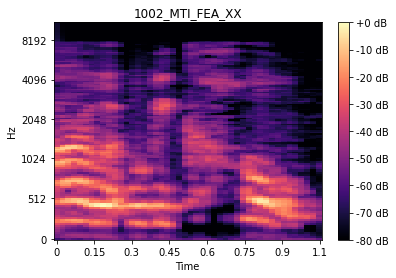 1002_MTI_FEA_XX
Hz
8192
4096
2048
1024
512
0
0 0.15 0.3 0.45 0.6 0.75 0.9 1.1
Time
+0 dB
-10 dB
-20 dB
-30 dB
-40 dB
-50 dB
-60 dB
-70 dB
-80 dB